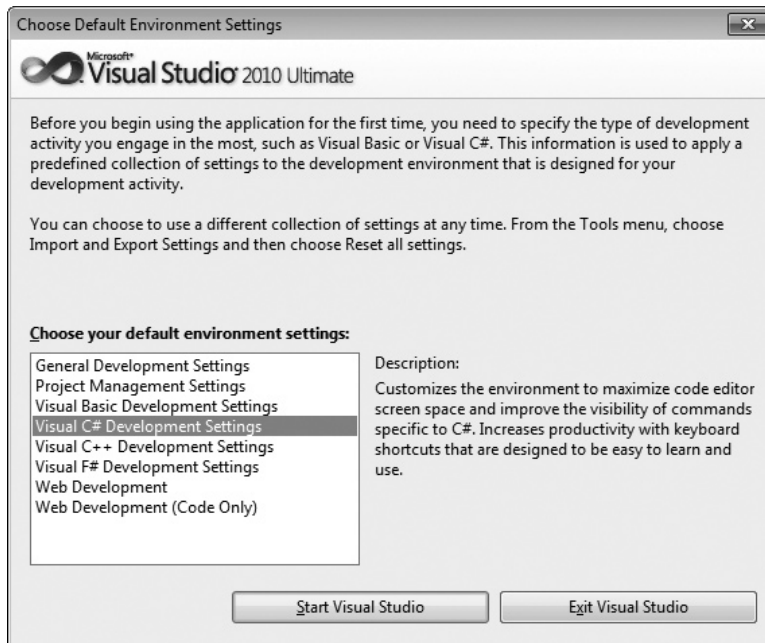 Choose Default Environment Settings
Microsoft®
Visual Studio® 2010 Ultimate
Before you begin using the application for the first time, you need to specify the type of development
activity you engage in the most, such as Visual Basic or Visual C#. This information is used to apply a
predefined collection of settings to the development environment that is designed for your
development activity.
You can choose to use a different collection of settings at any time. From the Tools menu, choose
Import and Export Settings and then choose Reset all settings.
Choose your default environment settings:
General Development Settings
Project Management Settings
Visual Basic Development Settings
Visual C# Development Settings
Visual C++ Development Settings
Visual F# Development Settings
Web Development
Web Development (Code Only)
Description:
Customizes the environment to maximize code editor
screen space and improve the visibility of commands
specific to C#. Increases productivity with keyboard
shortcuts that are designed to be easy to learn and
use.
Start Visual Studio
Exit Visual Studio